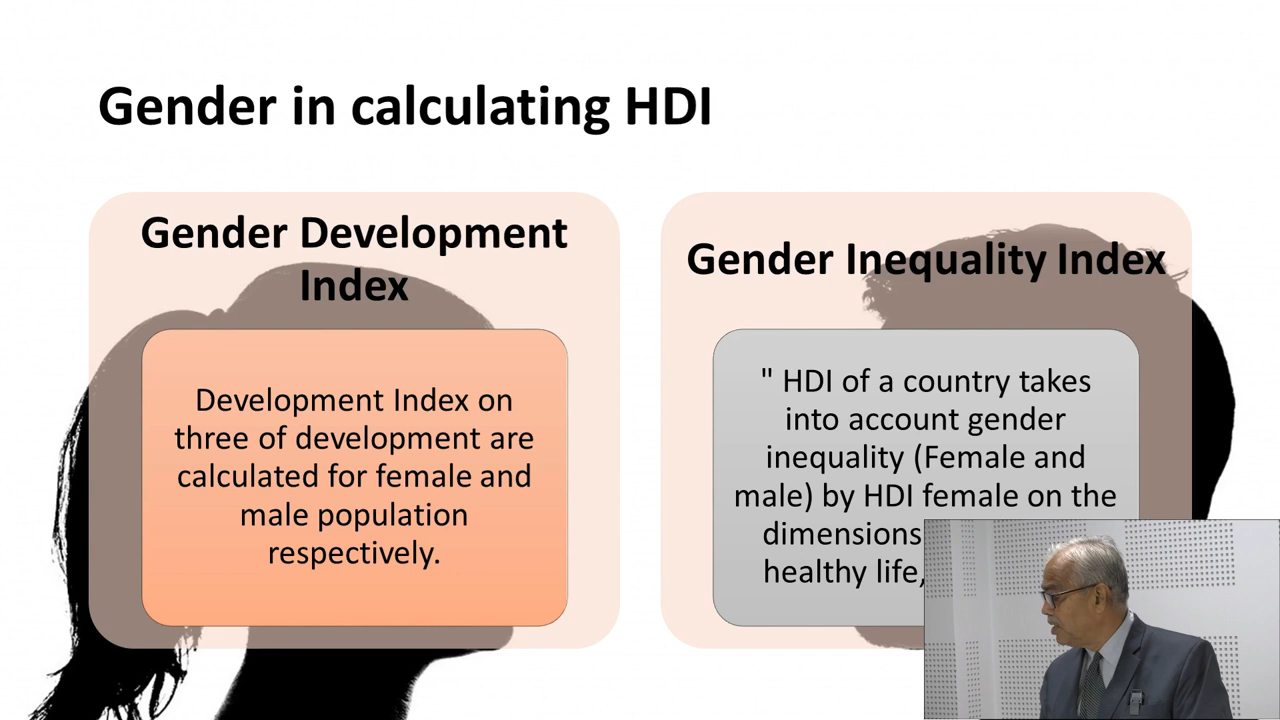 Gender in calculating HDI
Gender Development
Index
Development Index on
three of development are
calculated for female and
male population
respectively.
Gender Inequality Index
" HDI of a country takes
into account gender
inequality (Female and
male) by HDI female on the
dimensions
healthy life,